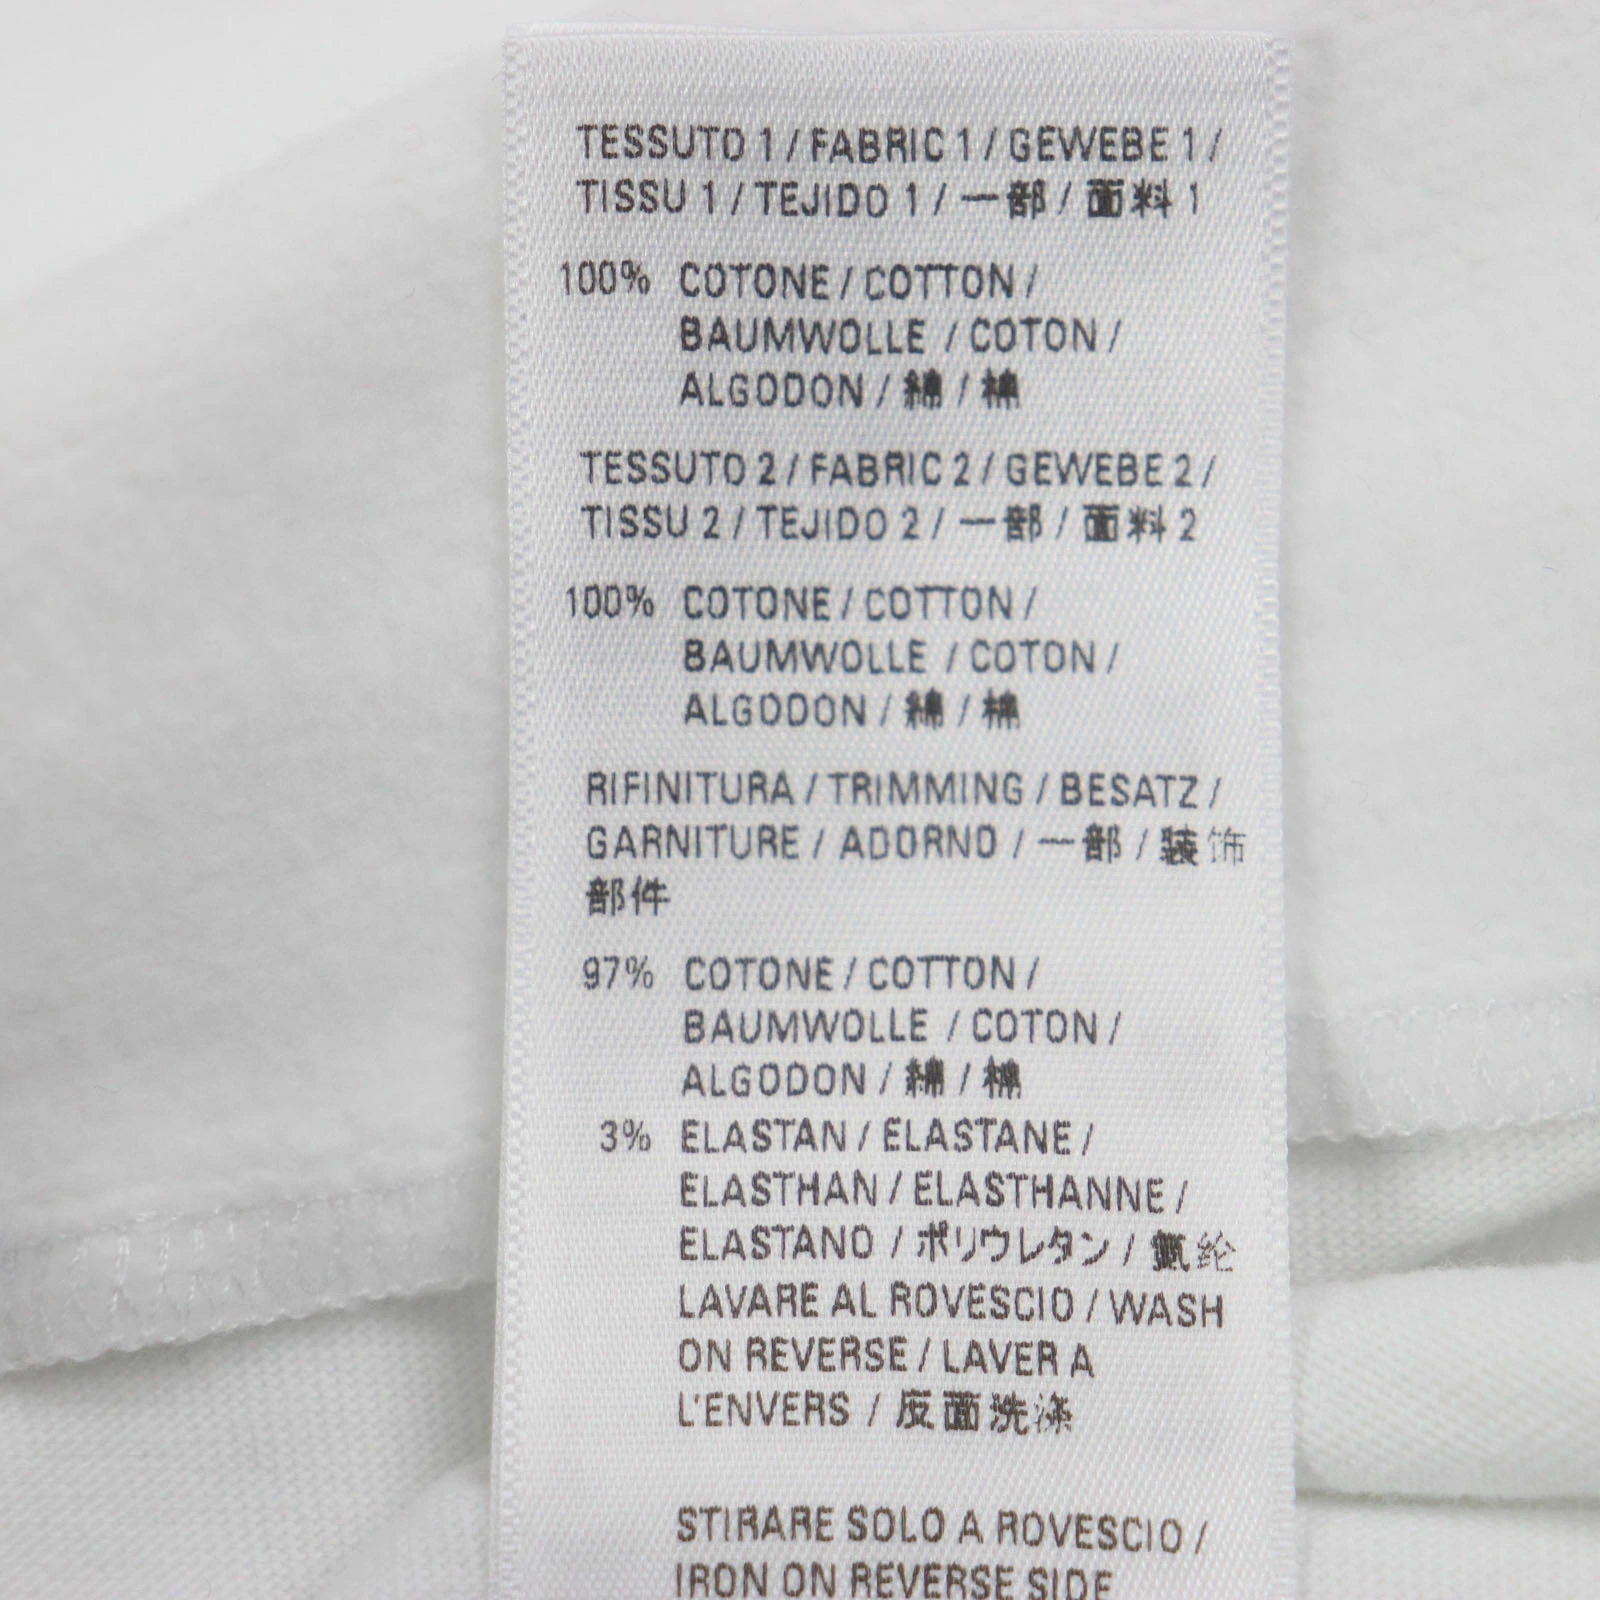 TESSUTO 1 / FABRIC 1 / GEWEBE 1 /
TISSU 1 / TEJIDO 1 / 一部 / 面料 1
100% COTONE / COTTON /
BAUMWOLLE / COTON /
ALGODON / 綿 / 棉
TESSUTO 2 / FABRIC 2 / GEWEBE 2 /
TISSU 2 / TEJIDO 2 / 一部 / 面料 2
100% COTONE / COTTON /
BAUMWOLLE / COTON /
ALGODON / 綿 / 棉
RIFINITURA / TRIMMING / BESATZ /
GARNITURE / ADORNO / 一部 / 装饰
部件
97% COTONE / COTTON /
BAUMWOLLE / COTON /
ALGODON / 綿 / 棉
3% ELASTAN / ELASTANE /
ELASTHAN / ELASTHANNE /
ELASTANO / ポリウレタン / 氨纶
LAVARE AL ROVESCIO / WASH
ON REVERSE / LAVER A
L'ENVERS / 反面洗涤
STIRARE SOLO A ROVESCIO /
IRON ON REVERSE SIDE